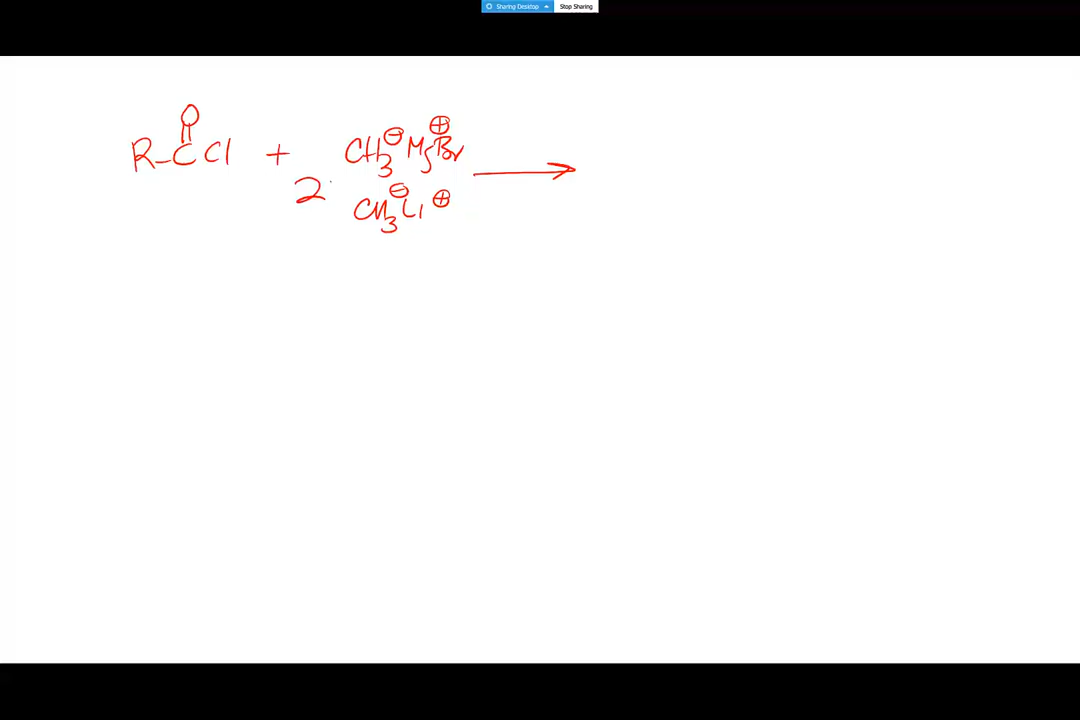 Sharing Desktop Stop Sharing
O
R-C Cl + CH3⊖ MgBr⊕
2 CH3⊖ Li⊕